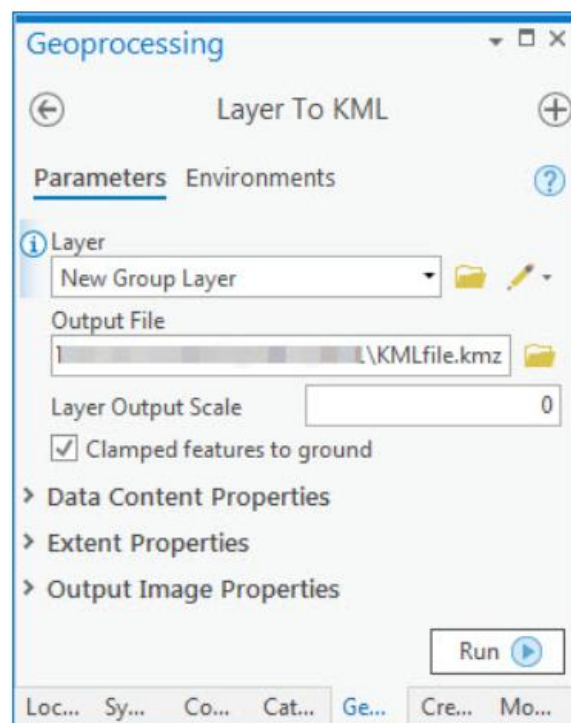 Geoprocessing
Layer To KML
Parameters Environments
Layer
New Group Layer
Output File
\KMLfile.kmz
Layer Output Scale 0
Clamped features to ground
Data Content Properties
Extent Properties
Output Image Properties
Run
Loc... Sy... Co... Cat... Ge... Cre... Mo...